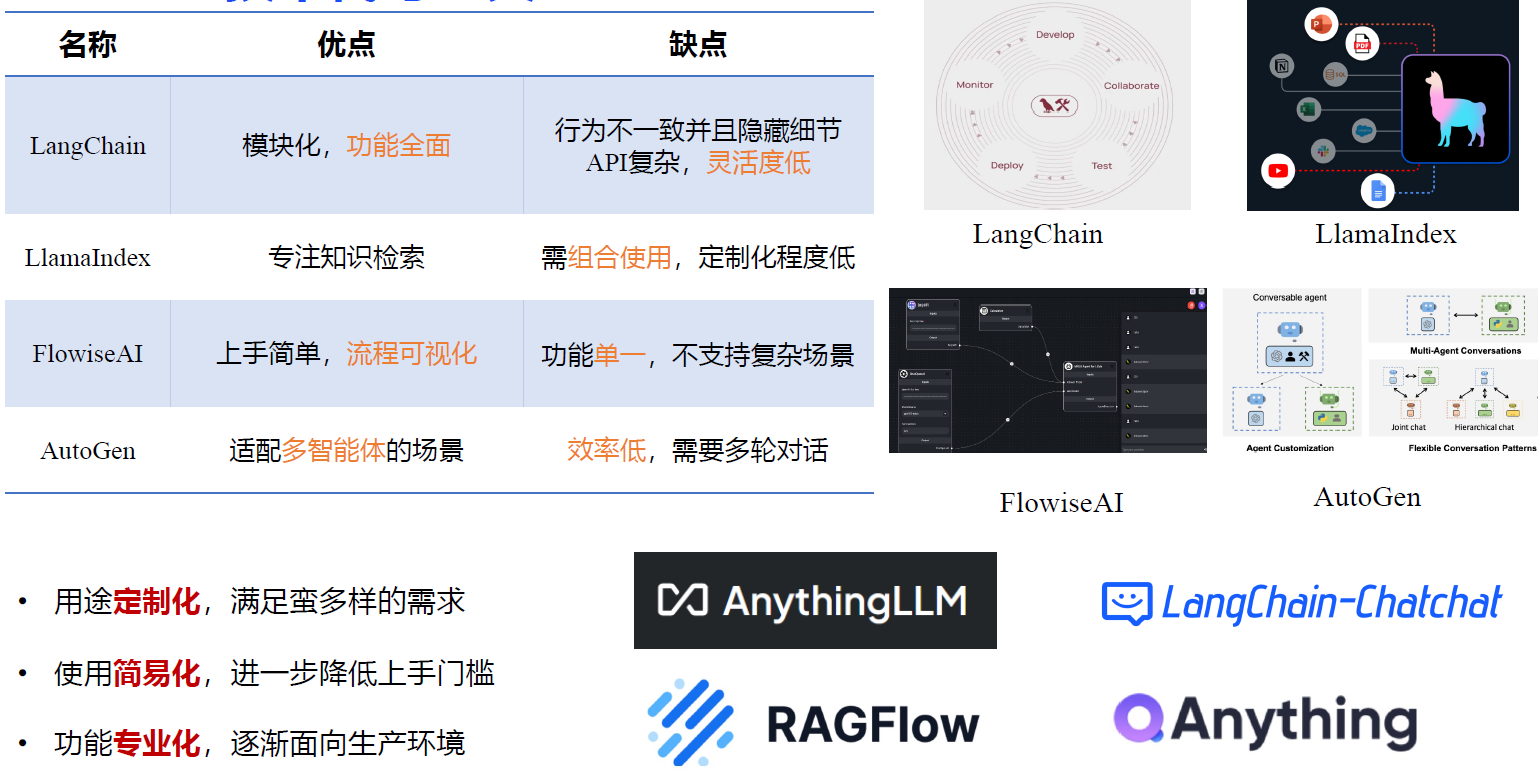 名称 优点 缺点
LangChain 模块化，功能全面 行为不一致并且隐藏细节
API复杂，灵活度低
LlamaIndex 专注知识检索 需组合使用，定制化程度低
FlowiseAI 上手简单，流程可视化 功能单一，不支持复杂场景
AutoGen 适配多智能体的场景 效率低，需要多轮对话
Develop
Monitor
Collaborate
Deploy
Test
LangChain
PDF
SQL
LlamaIndex
FlowiseAI
Conversable agent
Agent Customization
Multi-Agent Conversations
Joint chat
Hierarchical chat
Flexible Conversation Patterns
AutoGen
• 用途定制化，满足蛮多样的需求
• 使用简易化，进一步降低上手门槛
• 功能专业化，逐渐面向生产环境
AnythingLLM
LangChain-Chatchat
RAGFlow
QAnything